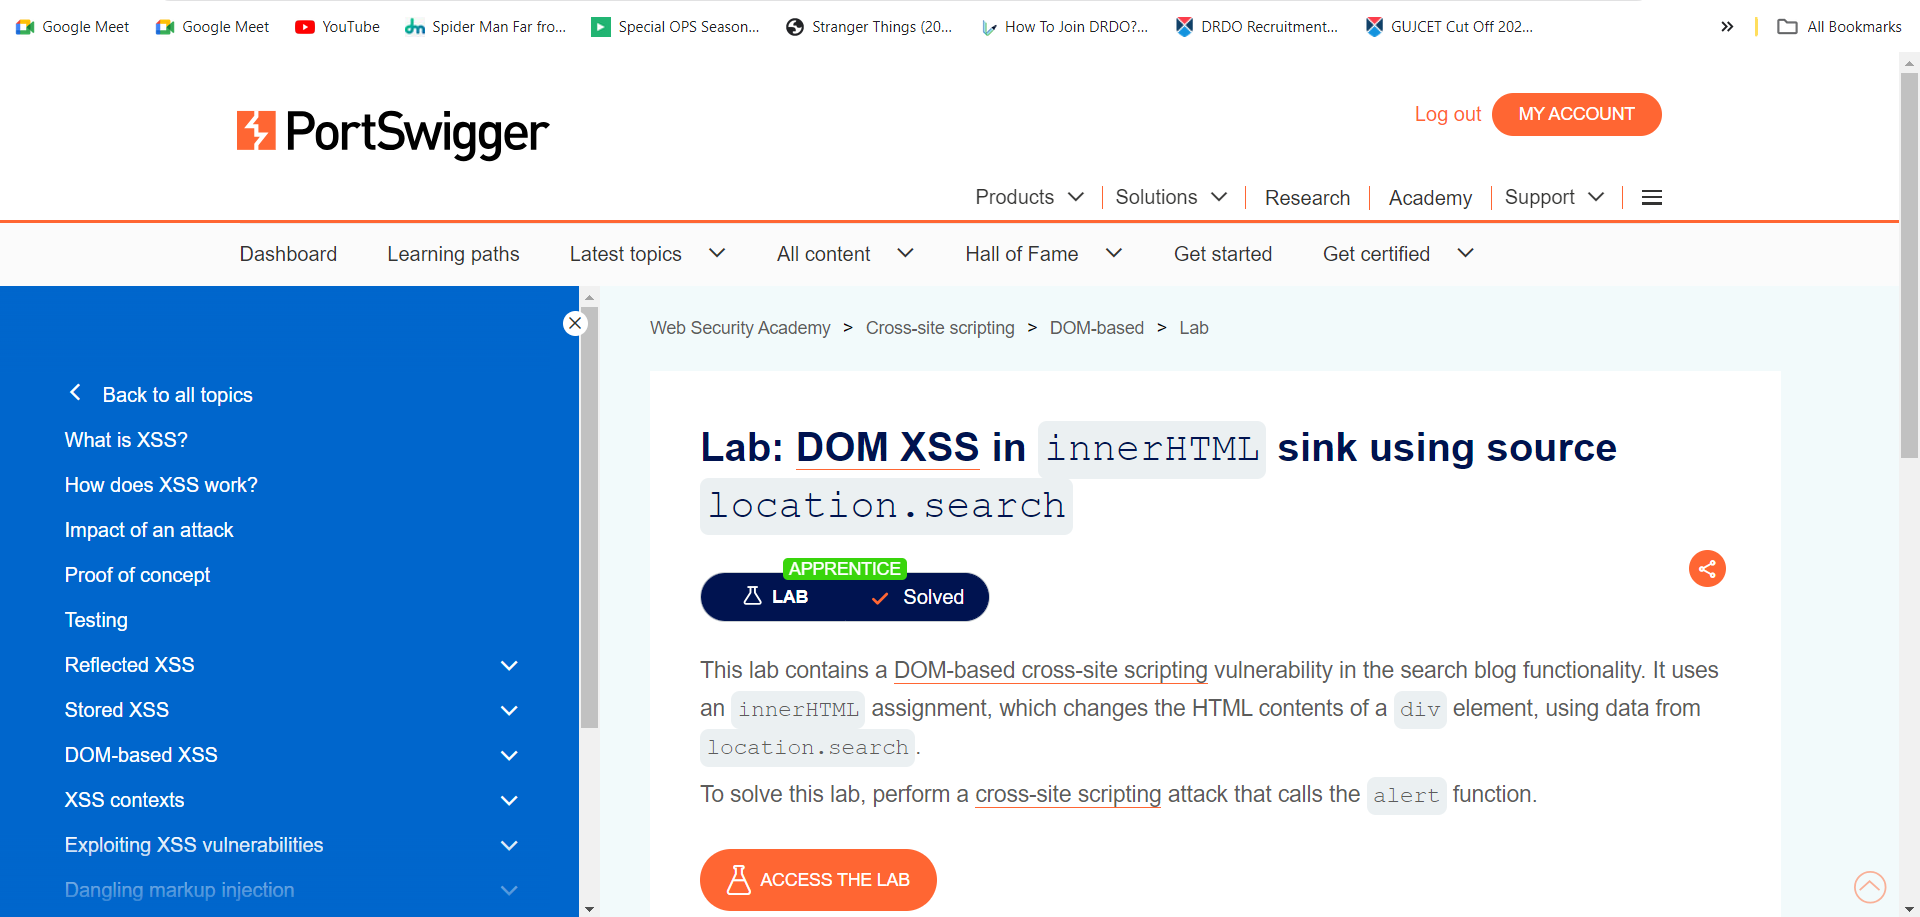 Google Meet Google Meet YouTube Spider Man Far fro... Special OPS Season... Stranger Things (20... How To Join DRDO?... DRDO Recruitment... GUJCET Cut Off 202... » All Bookmarks
PortSwigger
Log out MY ACCOUNT
Products Solutions Research Academy Support
Dashboard Learning paths Latest topics All content Hall of Fame Get started Get certified
Back to all topics
What is XSS?
How does XSS work?
Impact of an attack
Proof of concept
Testing
Reflected XSS
Stored XSS
DOM-based XSS
XSS contexts
Exploiting XSS vulnerabilities
Dangling markup injection
Web Security Academy > Cross-site scripting > DOM-based > Lab
Lab: DOM XSS in innerHTML sink using source
location.search
APPRENTICE
LAB Solved
This lab contains a DOM-based cross-site scripting vulnerability in the search blog functionality. It uses
an innerHTML assignment, which changes the HTML contents of a div element, using data from
location.search.
To solve this lab, perform a cross-site scripting attack that calls the alert function.
ACCESS THE LAB